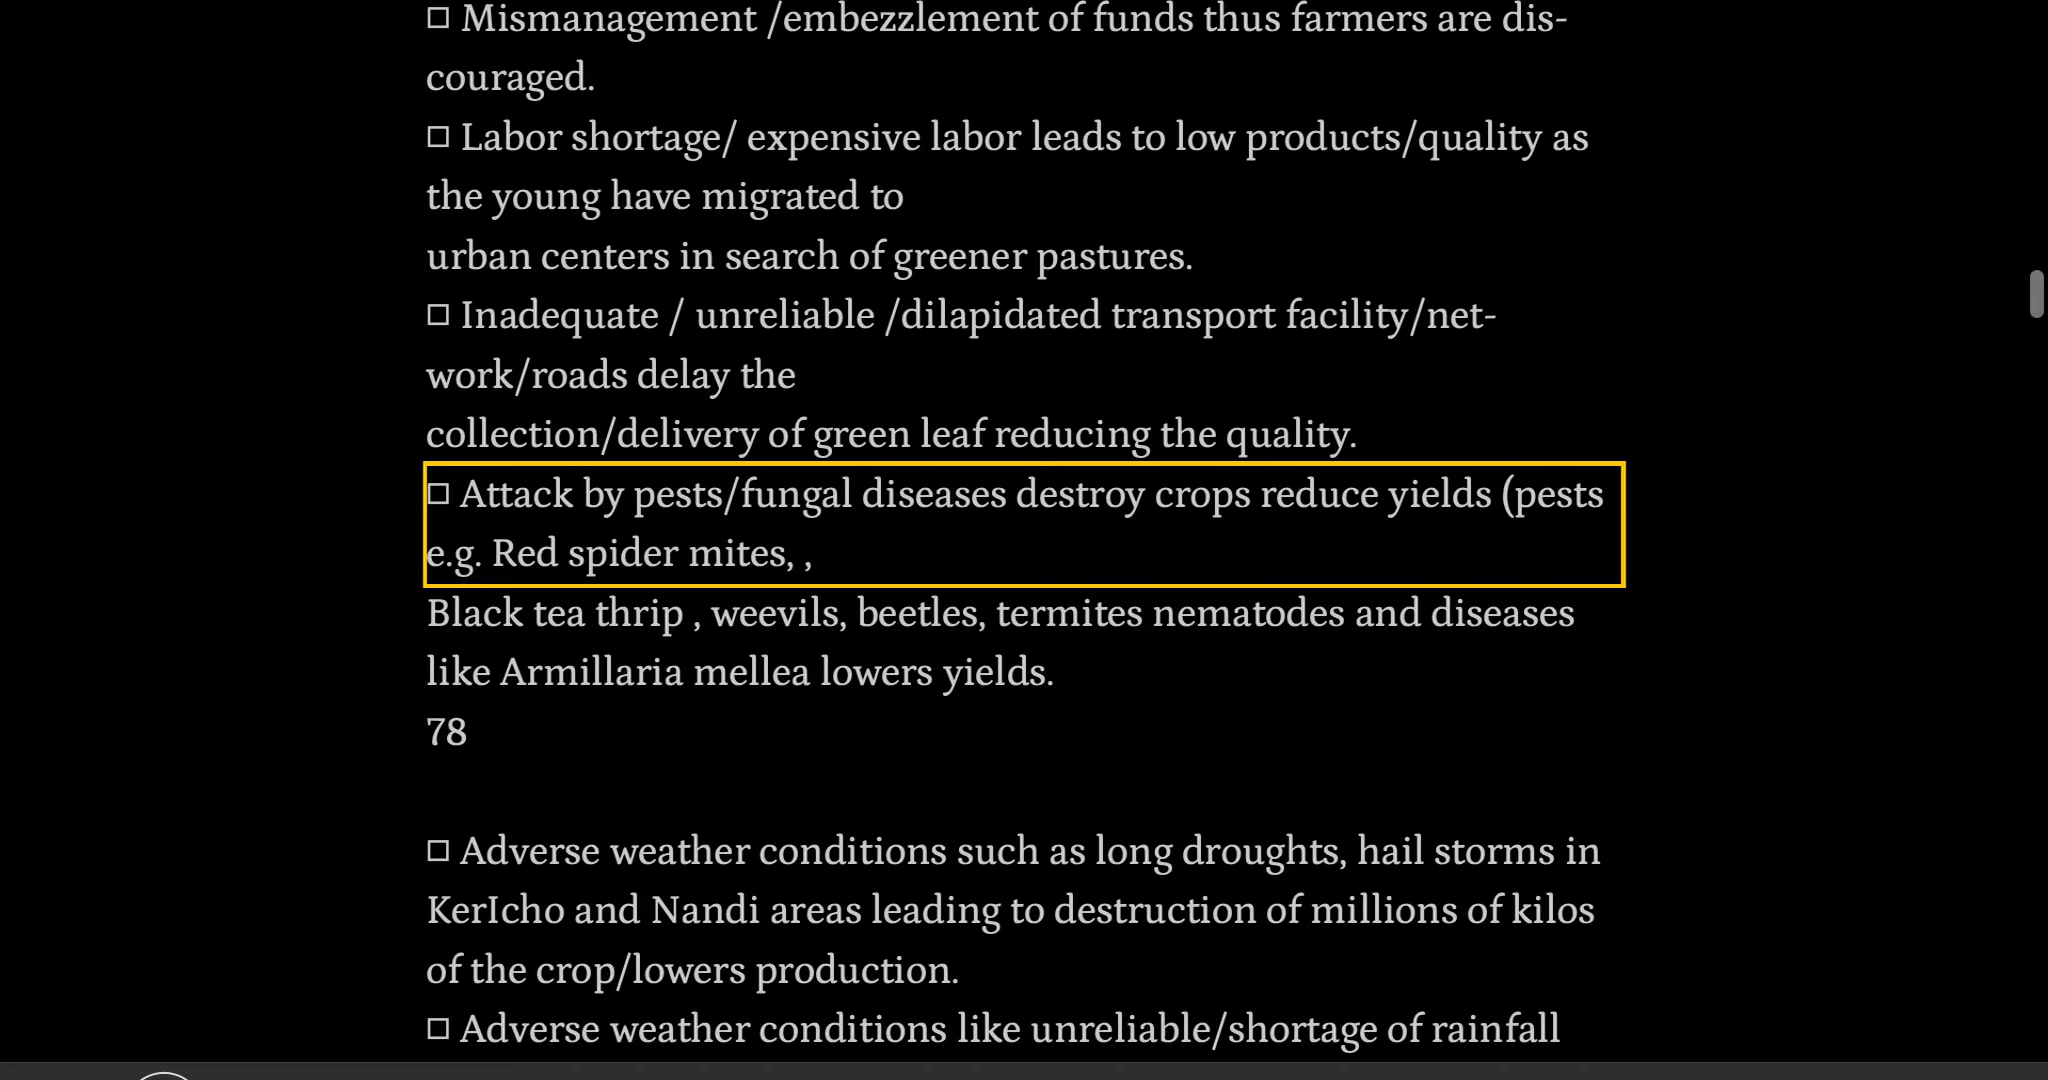 □ Mismanagement /embezzlement of funds thus farmers are dis-
couraged.
□ Labor shortage/ expensive labor leads to low products/quality as
the young have migrated to
urban centers in search of greener pastures.
□ Inadequate / unreliable /dilapidated transport facility/net-
work/roads delay the
collection/delivery of green leaf reducing the quality.
□ Attack by pests/fungal diseases destroy crops reduce yields (pests
e.g. Red spider mites, ,
Black tea thrip , weevils, beetles, termites nematodes and diseases
like Armillaria mellea lowers yields.
78
□ Adverse weather conditions such as long droughts, hail storms in
KerIcho and Nandi areas leading to destruction of millions of kilos
of the crop/lowers production.
□ Adverse weather conditions like unreliable/shortage of rainfall